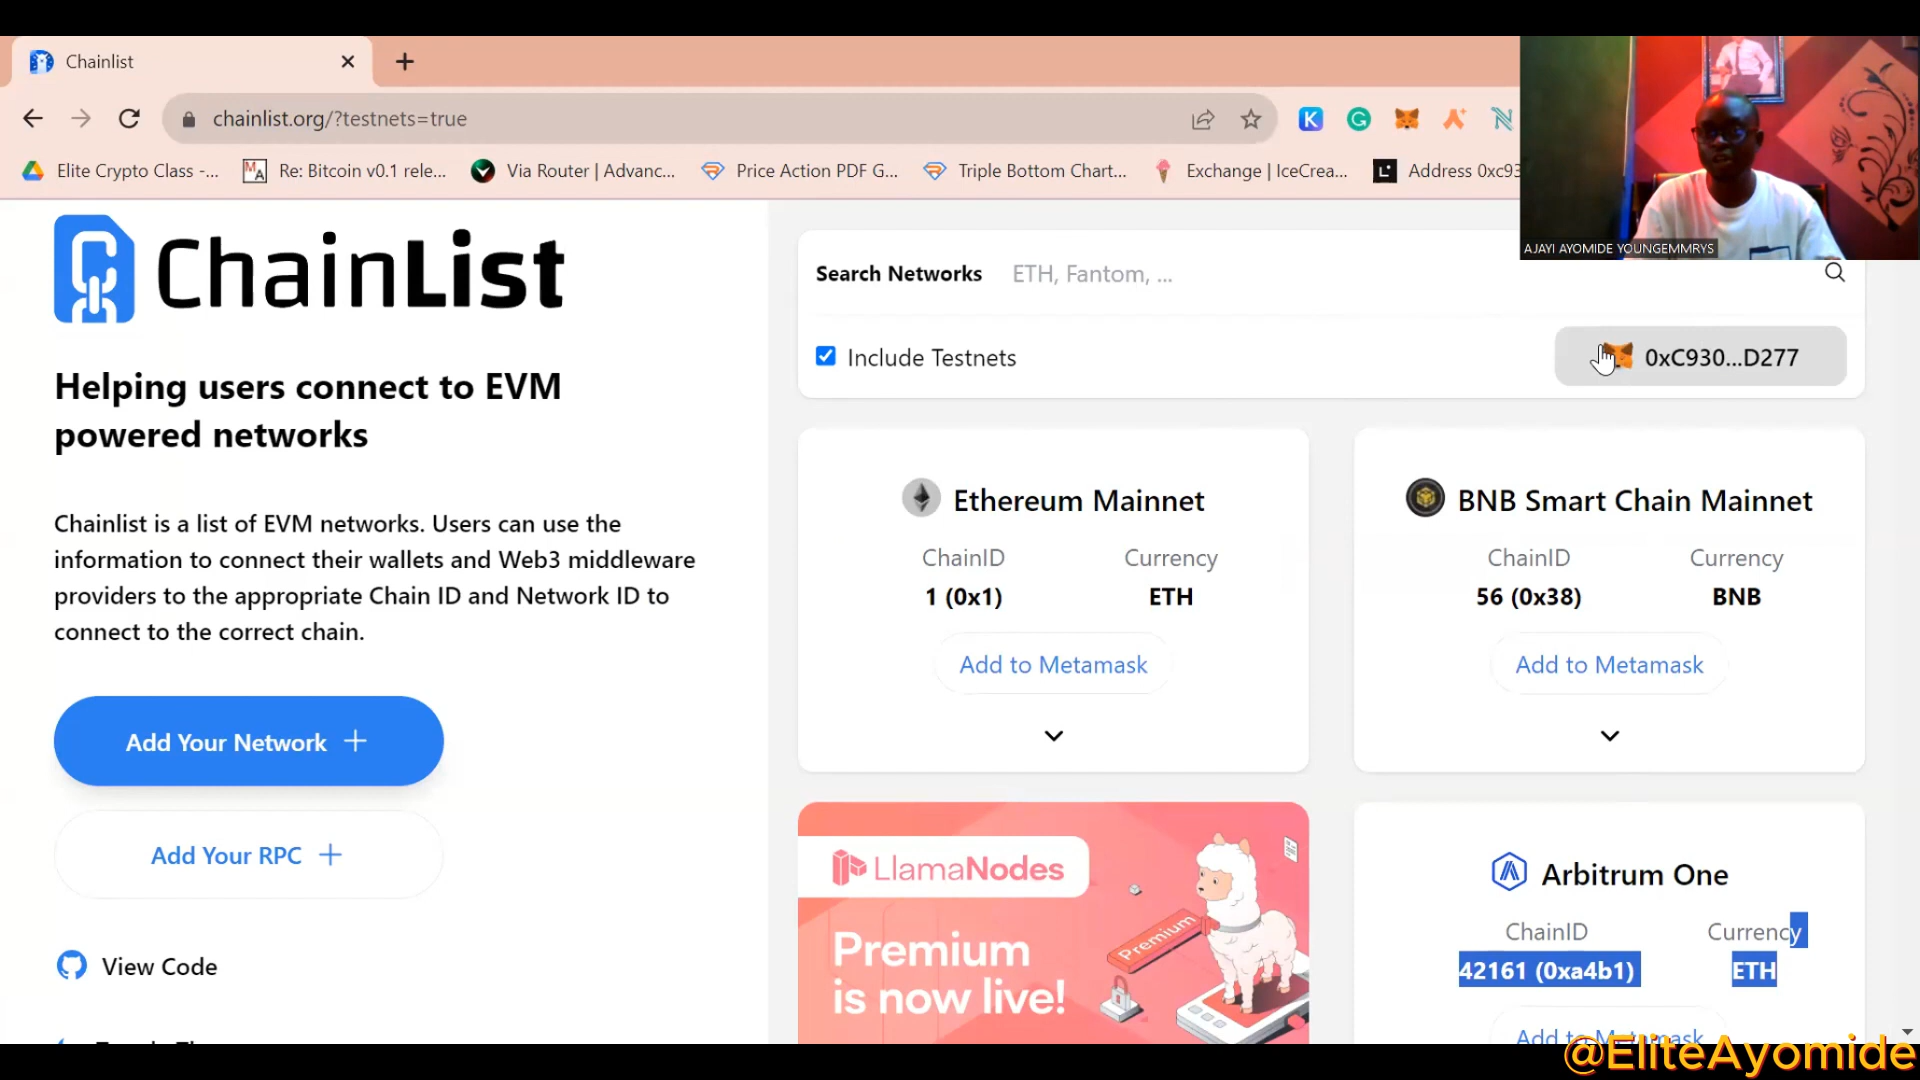 Chainlist
chainlist.org/?testnets=true
Elite Crypto Class -...
Re: Bitcoin v0.1 rele...
Via Router | Advanc...
Price Action PDF G...
Triple Bottom Chart...
Exchange | IceCrea...
Address 0xc93
AJAYI AYOMIDE YOUNGEMMRYS
ChainList
Helping users connect to EVM
powered networks
Chainlist is a list of EVM networks. Users can use the
information to connect their wallets and Web3 middleware
providers to the appropriate Chain ID and Network ID to
connect to the correct chain.
Add Your Network
Add Your RPC
View Code
Search Networks ETH, Fantom, ...
Include Testnets
0xC930...D277
Ethereum Mainnet
ChainID Currency
1 (0x1) ETH
Add to Metamask
BNB Smart Chain Mainnet
ChainID Currency
56 (0x38) BNB
Add to Metamask
LlamaNodes
Premium
is now live!
Premium
Arbitrum One
ChainID Currency
42161 (0xa4b1) ETH
Add to Metamask
@EliteAyomide